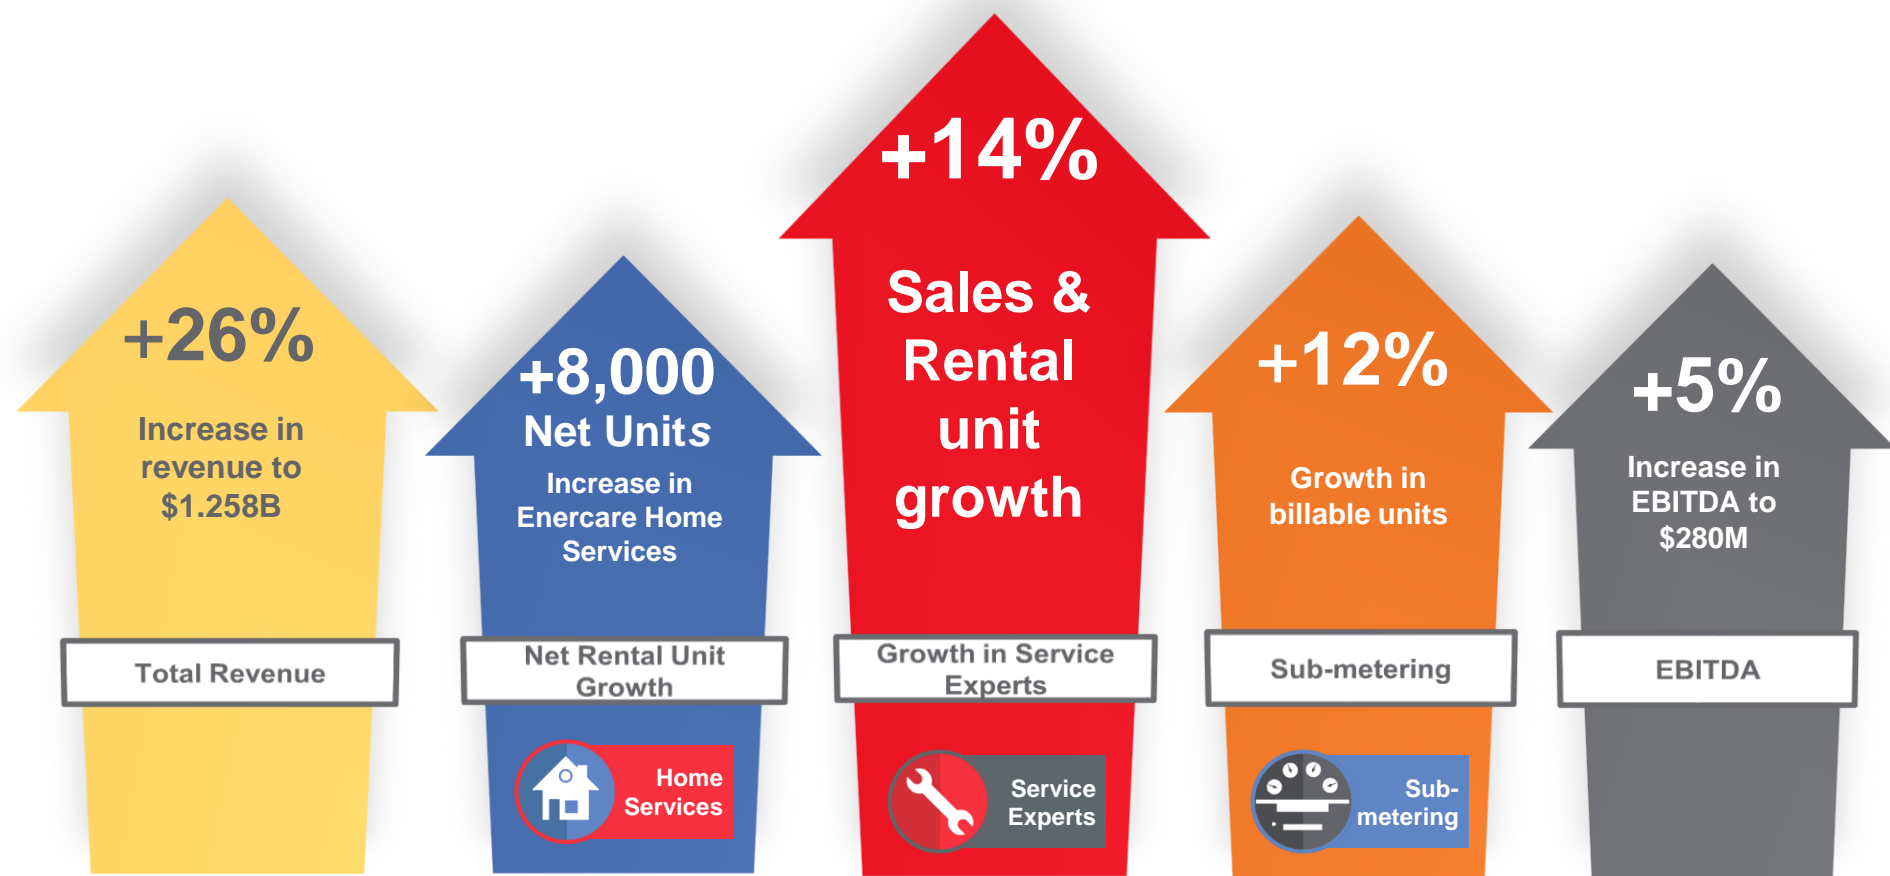 +26%
Increase in
revenue to
$1.258B
Total Revenue
+8,000
Net Units
Increase in
Enercare Home
Services
Net Rental Unit
Growth
Home
Services
+14%
Sales &
Rental
unit
growth
Growth in Service
Experts
Service
Experts
+12%
Growth in
billable units
Sub-metering
Sub-
metering
+5%
Increase in
EBITDA to
$280M
EBITDA